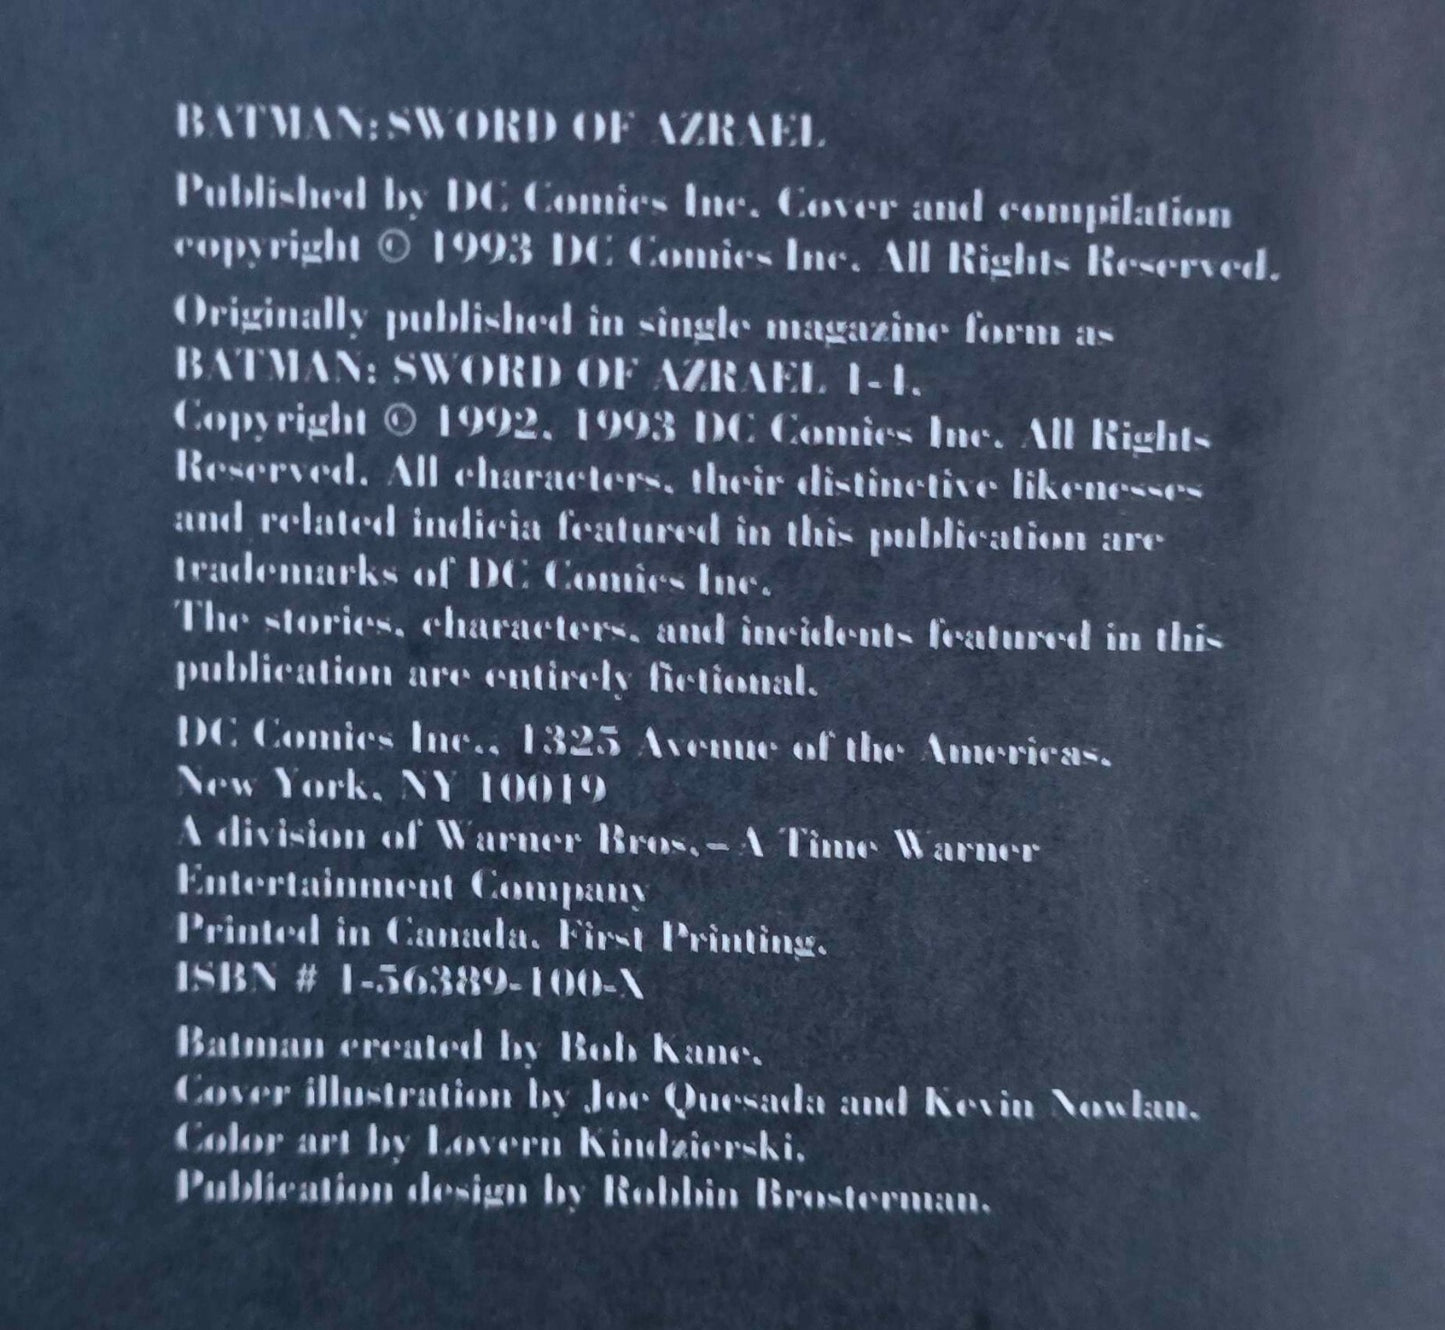 BATMAN: SWORD OF AZRAEL
Published by DC Comics Inc. Cover and compilation
copyright © 1993 DC Comics Inc. All Rights Reserved.
Originally published in single magazine form as
BATMAN: SWORD OF AZRAEL 1-4.
Copyright © 1992, 1993 DC Comics Inc. All Rights
Reserved. All characters, their distinctive likenesses
and related indicia featured in this publication are
trademarks of DC Comics Inc.
The stories, characters, and incidents featured in this
publication are entirely fictional.
DC Comics Inc., 1325 Avenue of the Americas,
New York, NY 10019
A division of Warner Bros.–A Time Warner
Entertainment Company
Printed in Canada. First Printing.
ISBN # 1-56389-100-X
Batman created by Bob Kane.
Cover illustration by Joe Quesada and Kevin Nowlan.
Color art by Lovern Kindzierski.
Publication design by Robbin Brosterman.